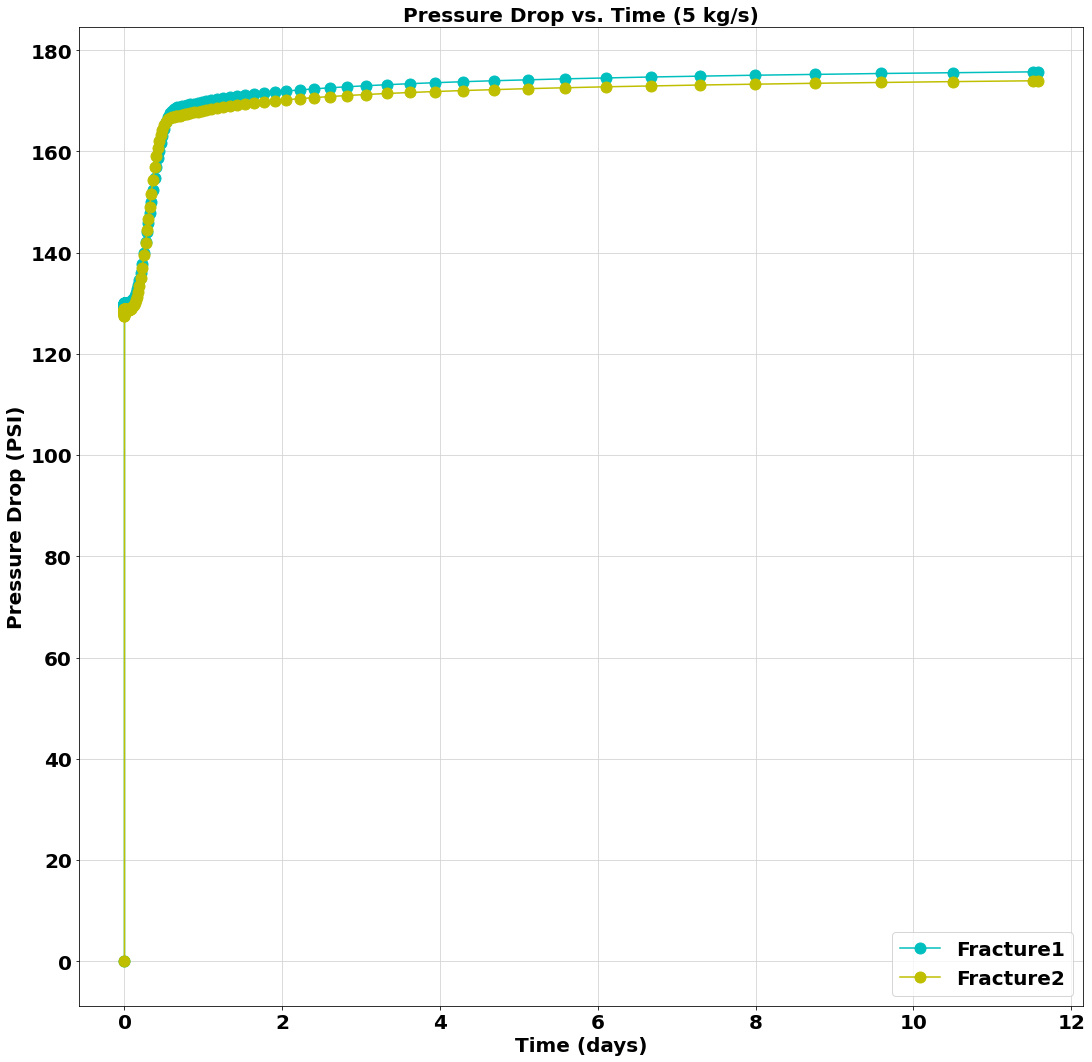 Pressure Drop vs. Time (5 kg/s)
180
160
140
120
100
80
60
40
20
0
Pressure Drop (PSI)
Fracture1
Fracture2
0 2 4 6 8 10 12
Time (days)